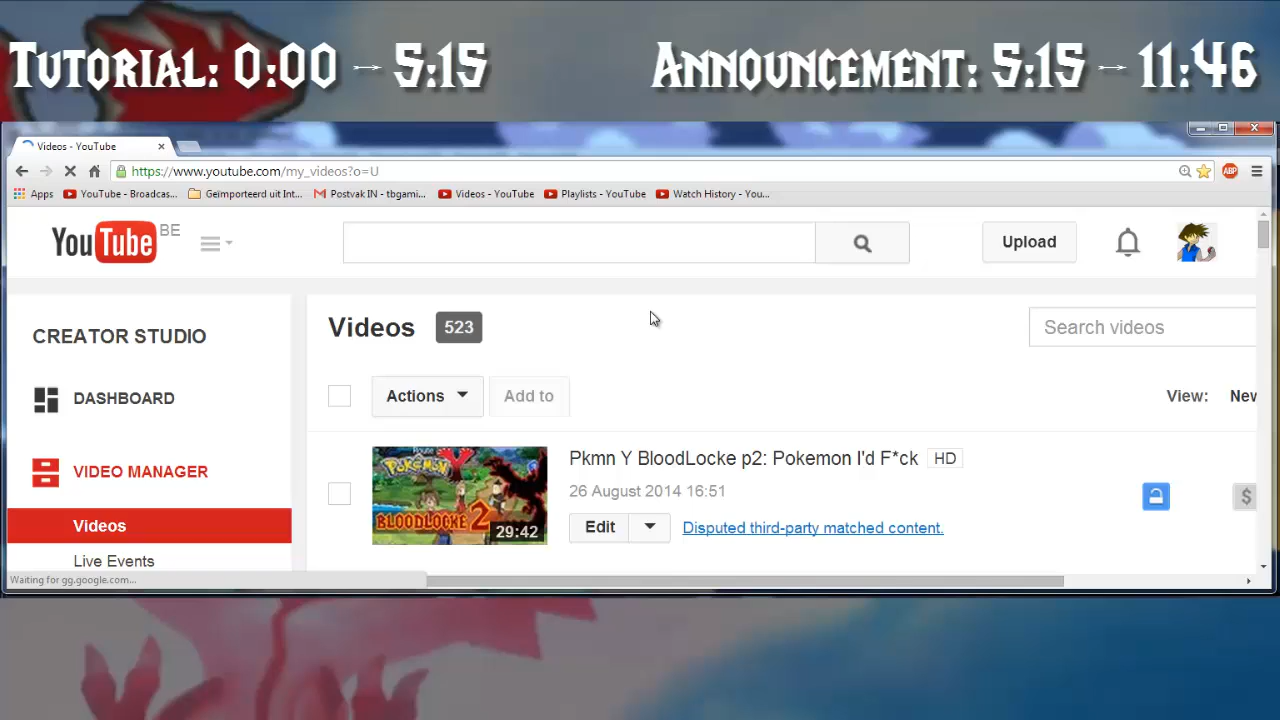 TUTORIAL: 0:00 → 5:15
ANNOUNCEMENT: 5:15 → 11:46
Videos - YouTube
https://www.youtube.com/my_videos?o=U
ABP
Apps
YouTube - Broadcas...
Geïmporteerd uit Int...
Postvak IN - tbgami...
Videos - YouTube
Playlists - YouTube
Watch History - You...
YouTube BE
Upload
CREATOR STUDIO
Videos 523
Search videos
DASHBOARD
Actions
Add to
View: New
VIDEO MANAGER
Pkmn Y BloodLocke p2: Pokemon I'd F*ck HD
26 August 2014 16:51
Route
POKéMON Y
BLOODLOCKE 2
29:42
$
Videos
Edit
Disputed third-party matched content.
Live Events
Waiting for gg.google.com...